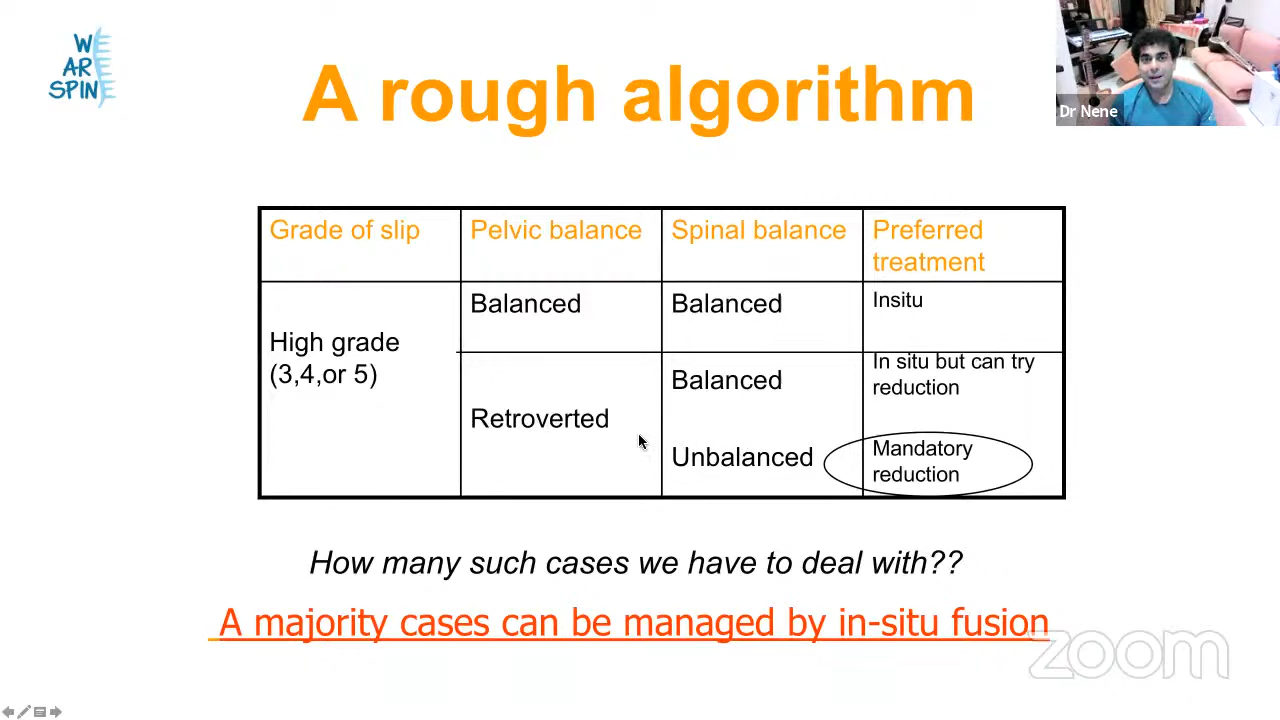 WE
ARE
SPINE
A rough algorithm
Dr Nene
Grade of slip
Pelvic balance
Spinal balance
Preferred
treatment
High grade
(3,4,or 5)
Balanced
Balanced
Insitu
Retroverted
Balanced
In situ but can try
reduction
Unbalanced
Mandatory
reduction
How many such cases we have to deal with??
A majority cases can be managed by in-situ fusion
zoom